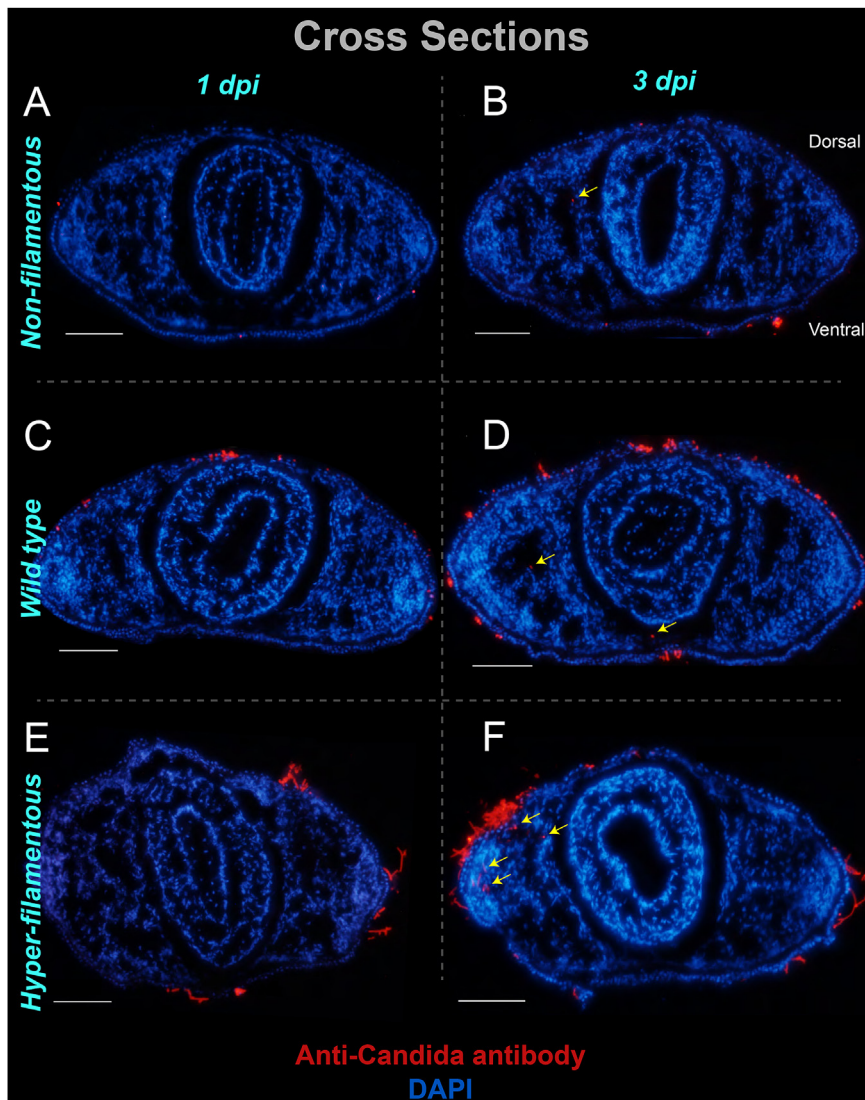 Cross Sections
1 dpi
3 dpi
A
B
Dorsal
Non-filamentous
Ventral
C
D
Wild type
E
F
Hyper-filamentous
Anti-Candida antibody
DAPI